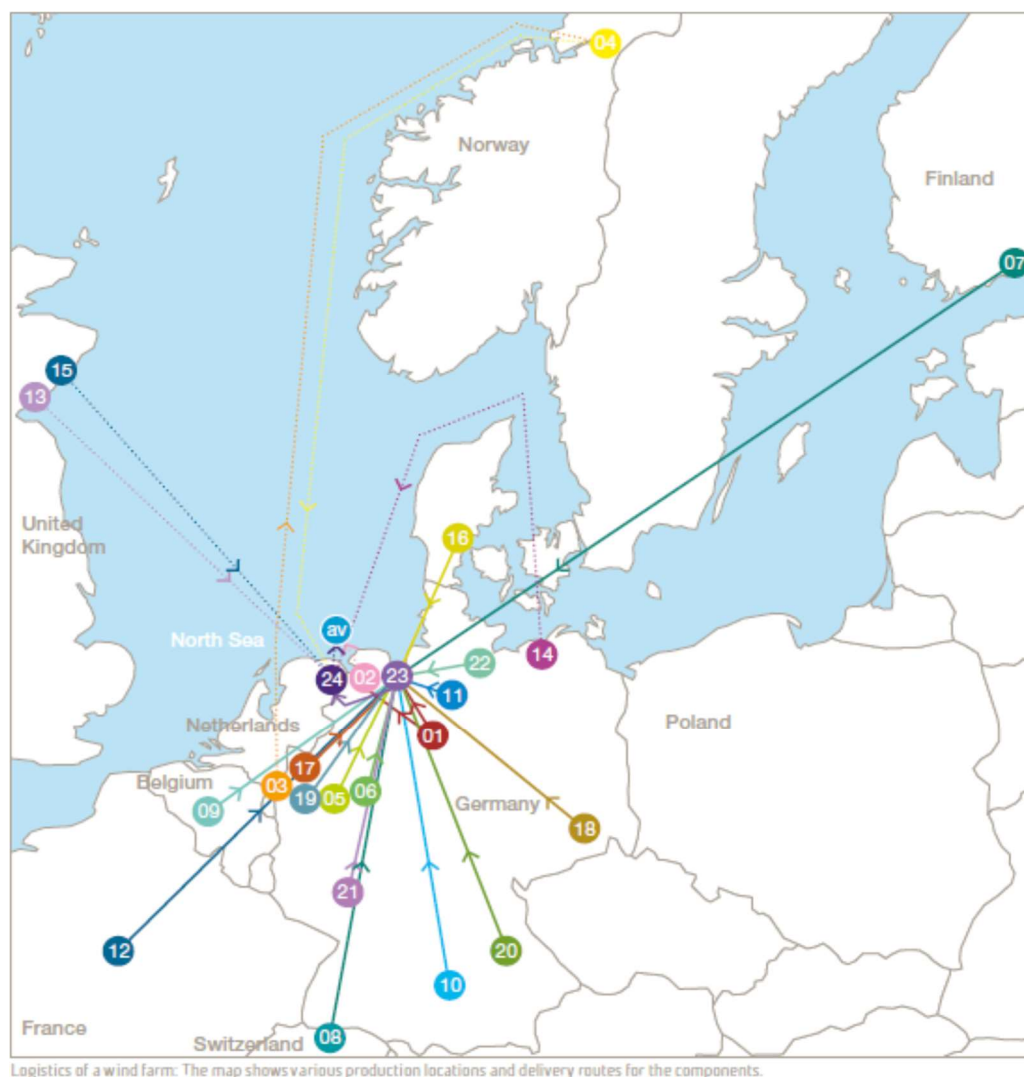 04
Norway
Finland
07
15
13
United
Kingdom
16
North Sea
av
14
22
24
02
23
11
Netherlands
01
Poland
Belgium
17
03
19
05
06
09
Germany
18
21
12
20
10
France
Switzerland
08
Logistics of a wind farm: The map shows various production locations and delivery routes for the components.